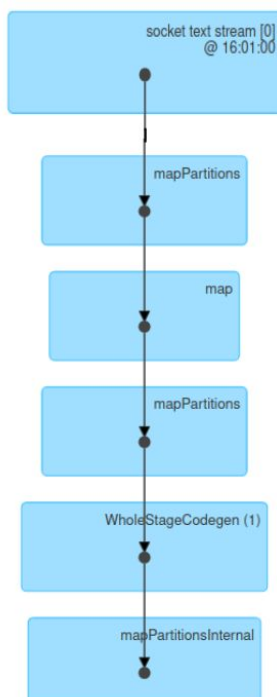 socket text stream [0]
@ 16:01:00
mapPartitions
map
mapPartitions
WholeStageCodegen (1)
mapPartitionsInternal